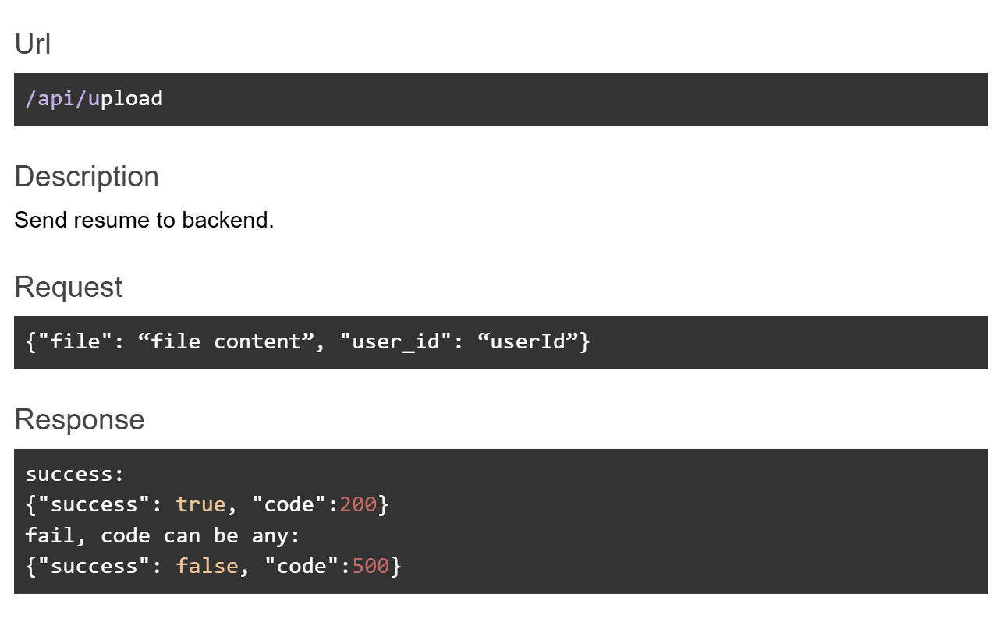 Url
/api/upload
Description
Send resume to backend.
Request
{"file": “file content”, "user_id": “userId”}
Response
success:
{"success": true, "code":200}
fail, code can be any:
{"success": false, "code":500}